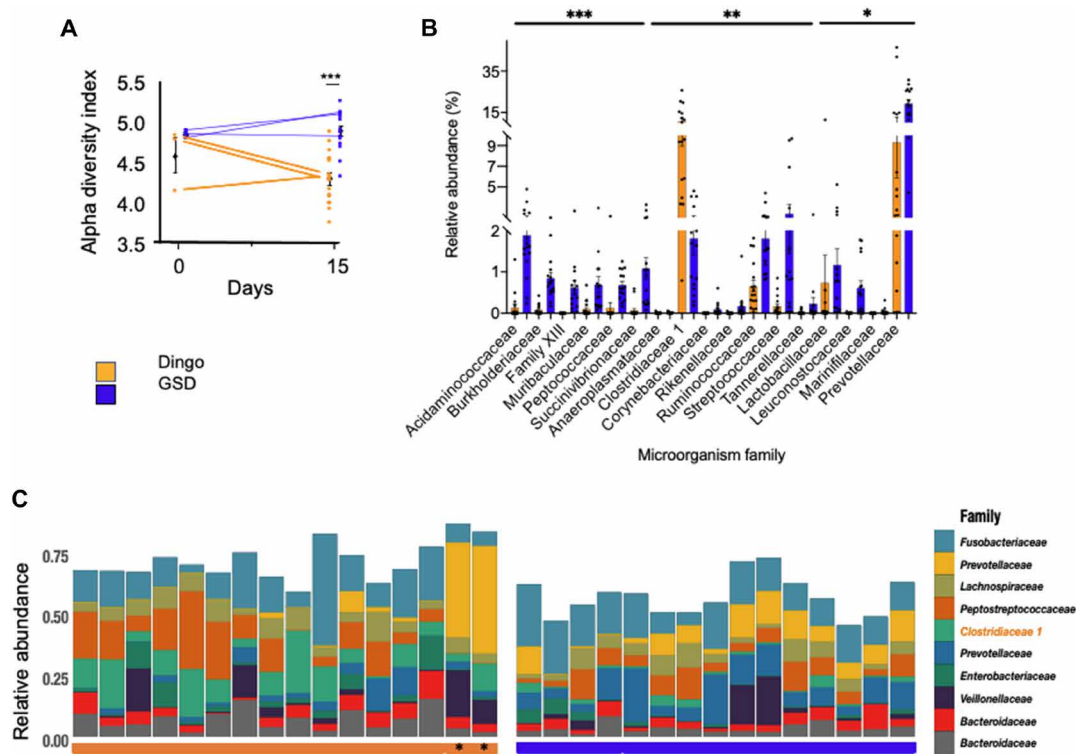 A
Alpha diversity index
5.5
5.0
4.5
4.0
3.5
***
0
15
Days
Dingo
GSD
B
***
**
*
Relative abundance (%)
35
15
9
5
2
1
0
Acidaminococcaceae
Burkholderiaceae
Family XIII
Muribaculaceae
Peptococcaceae
Succinivibrionaceae
Anaeroplasmataceae
Clostridiaceae 1
Corynebacteriaceae
Rikenellaceae
Ruminococcaceae
Streptococcaceae
Tannerellaceae
Lactobacillaceae
Leuconostocaceae
Marinifilaceae
Prevotellaceae
Microorganism family
C
Relative abundance
0.75
0.50
0.25
0.00
* *
Family
Fusobacteriaceae
Prevotellaceae
Lachnospiraceae
Peptostreptococcaceae
Clostridiaceae 1
Prevotellaceae
Enterobacteriaceae
Veillonellaceae
Bacteroidaceae
Bacteroidaceae